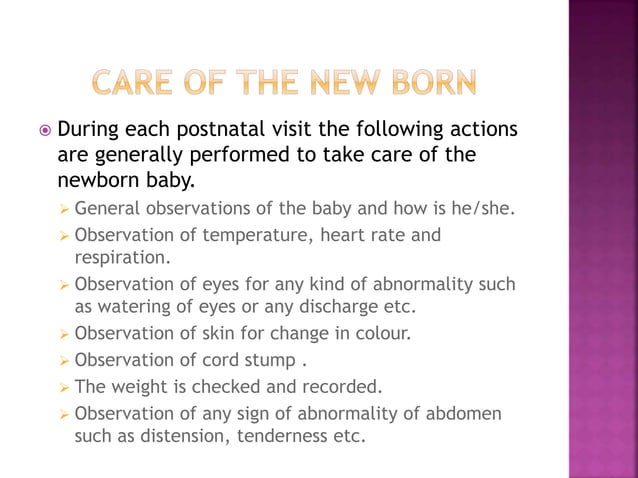 CARE OF THE NEW BORN
During each postnatal visit the following actions
are generally performed to take care of the
newborn baby.
General observations of the baby and how is he/she.
Observation of temperature, heart rate and
respiration.
Observation of eyes for any kind of abnormality such
as watering of eyes or any discharge etc.
Observation of skin for change in colour.
Observation of cord stump .
The weight is checked and recorded.
Observation of any sign of abnormality of abdomen
such as distension, tenderness etc.